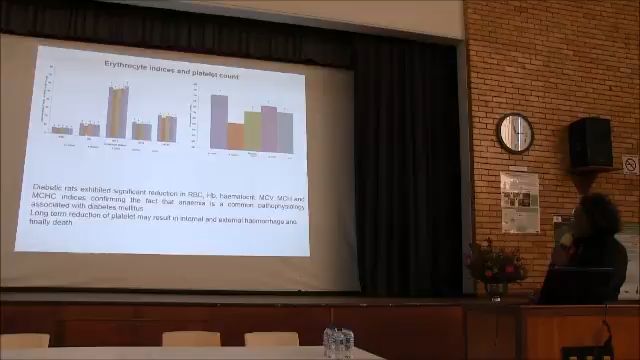 Erythrocyte indices and platelet count
Diabetic rats exhibited significant reduction in RBC, Hb, haematocrit, MCV, MCH and
MCHC indices, confirming the fact that anaemia is a common pathophysiology
associated with diabetes mellitus
Long term reduction of platelet may result in internal and external haemorrhage and
finally death